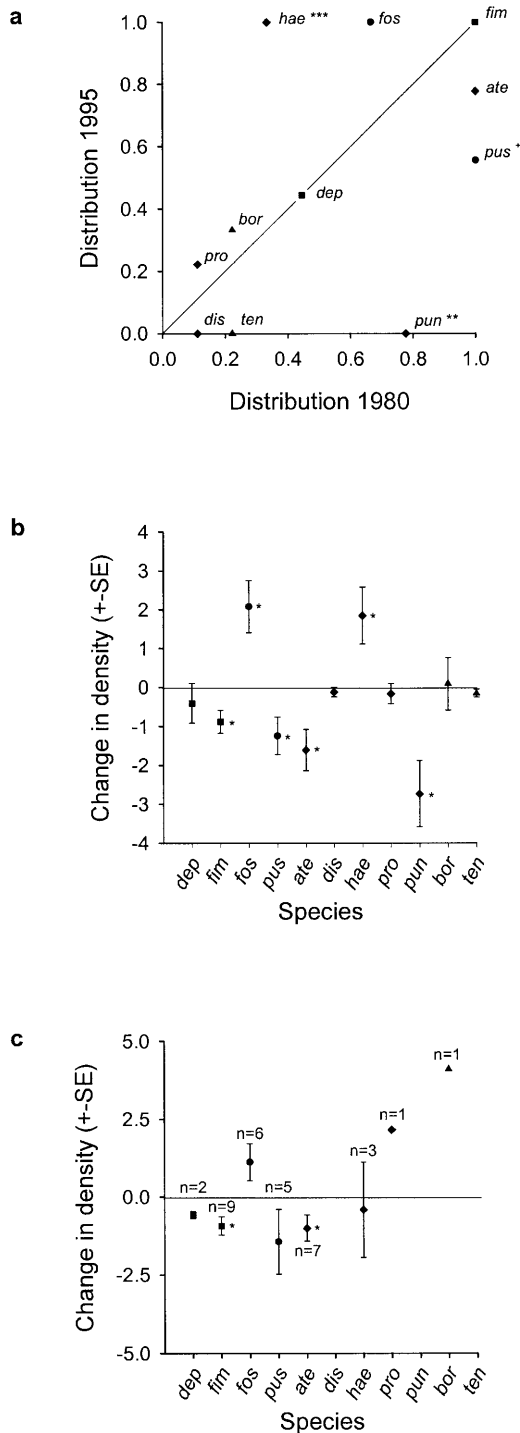 a
hae *** fos fim
1.0
ate
0.8
pus +
0.6
dep
0.4
bor
pro
0.2
dis ten pun **
0.0
0.0 0.2 0.4 0.6 0.8 1.0
Distribution 1995
Distribution 1980
b
4
3
2
1
0
-1
-2
-3
-4
* * * * * *
Change in density (+-SE)
dep fim fos pus ate dis hae pro pun bor ten
Species
c
5.0
n=1
2.5
n=1
n=6
n=3
n=2
n=5
n=9
0.0
*
*
n=7
-2.5
-5.0
Change in density (+-SE)
dep fim fos pus ate dis hae pro pun bor ten
Species